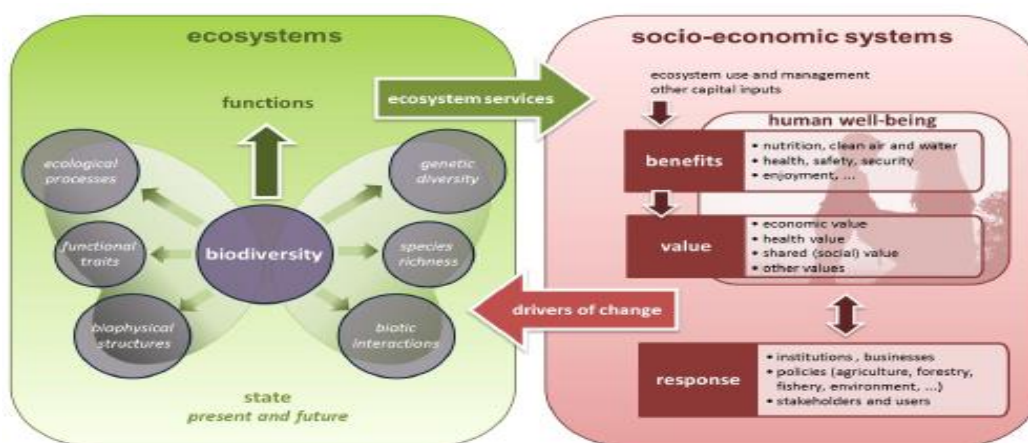 ecosystems
functions
ecological
processes
genetic
diversity
functional
traits
biodiversity
species
richness
biophysical
structures
biotic
interactions
state
present and future
ecosystem services
drivers of change
socio-economic systems
ecosystem use and management
other capital inputs
human well-being
benefits
• nutrition, clean air and water
• health, safety, security
• enjoyment, ...
value
• economic value
• health value
• shared (social) value
• other values
response
• institutions , businesses
• policies (agriculture, forestry,
fishery, environment, ...)
• stakeholders and users